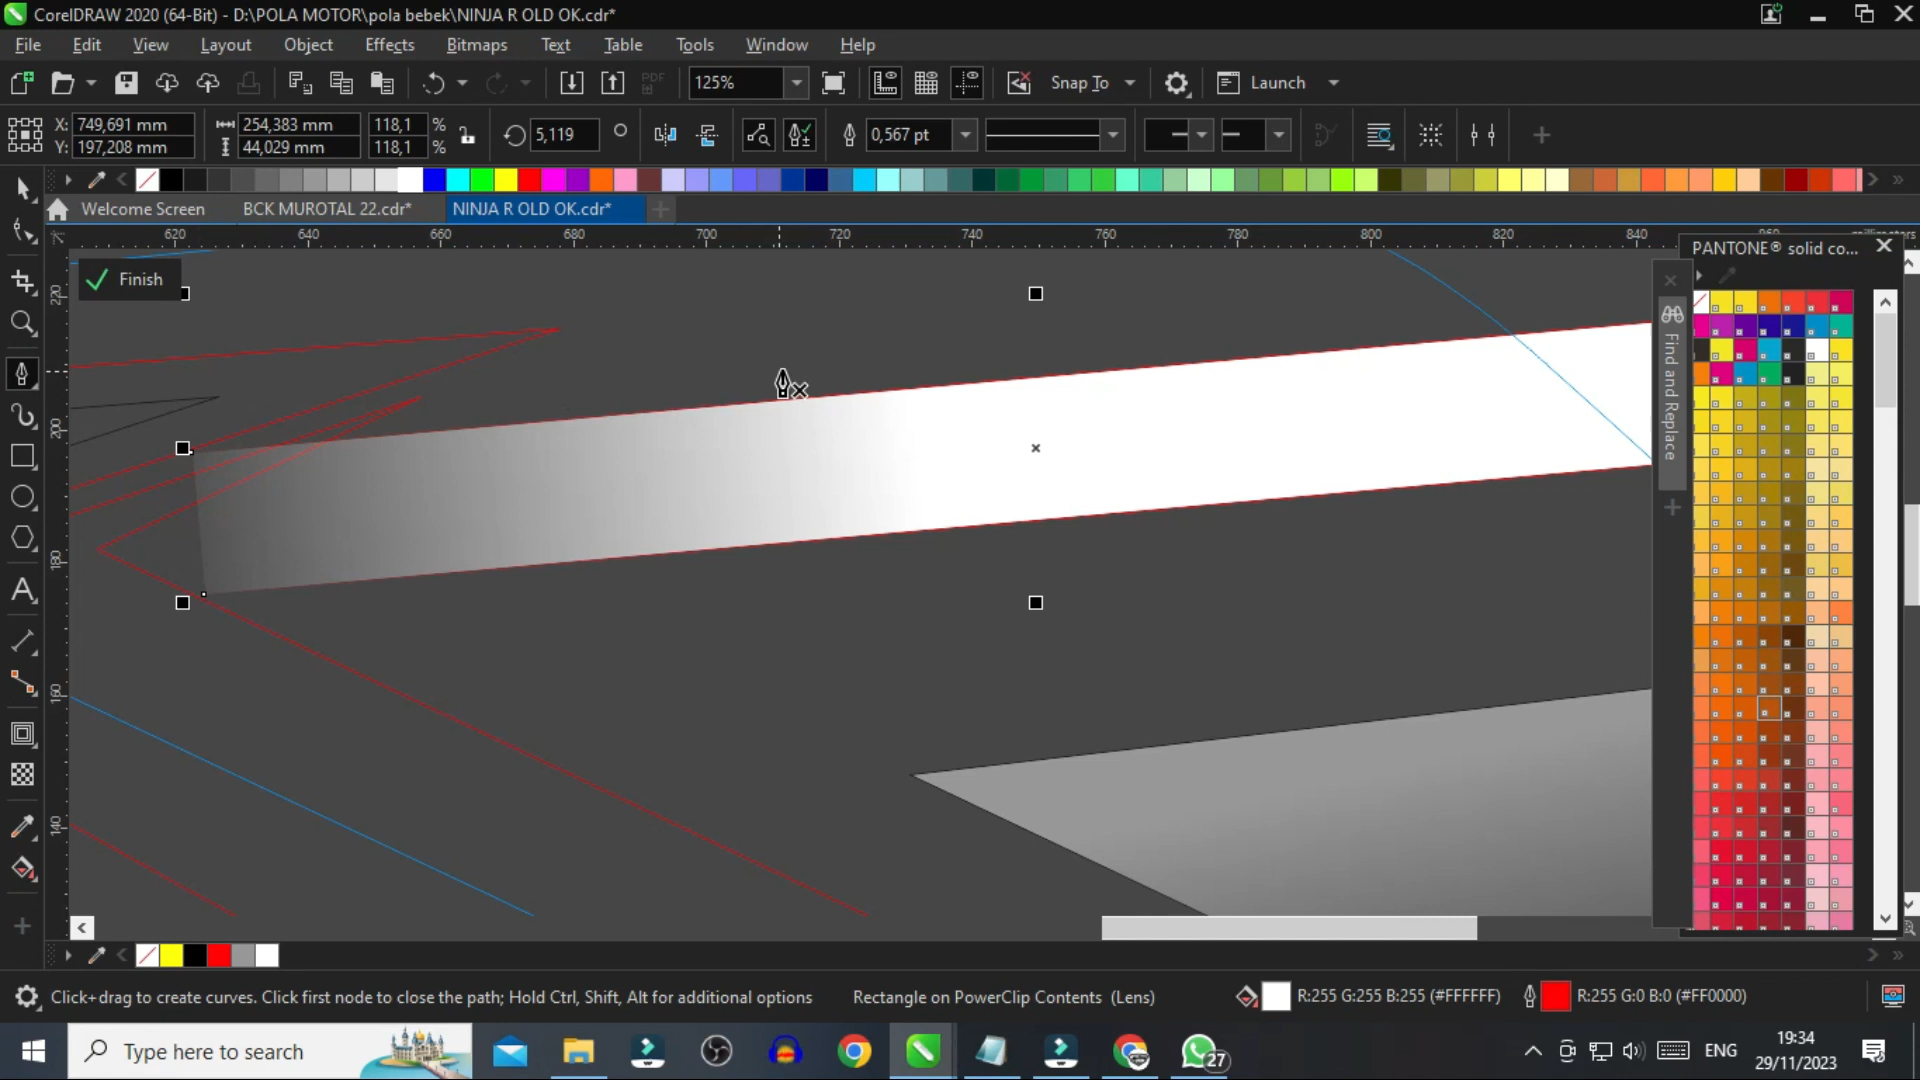 CorelDRAW 2020 (64-Bit) - D:\POLA MOTOR\pola bebek\NINJA R OLD OK.cdr*
File Edit View Layout Object Effects Bitmaps Text Table Tools Window Help
PDF 125% Snap To Launch
X: 749,691 mm 254,383 mm 118,1 % 5,119 0,567 pt
Y: 197,208 mm 44,029 mm 118,1 %
Welcome Screen BCK MUROTAL 22.cdr* NINJA R OLD OK.cdr*
620 640 660 680 700 720 740 760 780 800 820 840
PANTONE® solid co...
Finish
220
200
180
160
140
Find and Replace
Click+drag to create curves. Click first node to close the path; Hold Ctrl, Shift, Alt for additional options Rectangle on PowerClip Contents (Lens) R:255 G:255 B:255 (#FFFFFF) R:255 G:0 B:0 (#FF0000)
Type here to search 27 ENG 19:34
29/11/2023